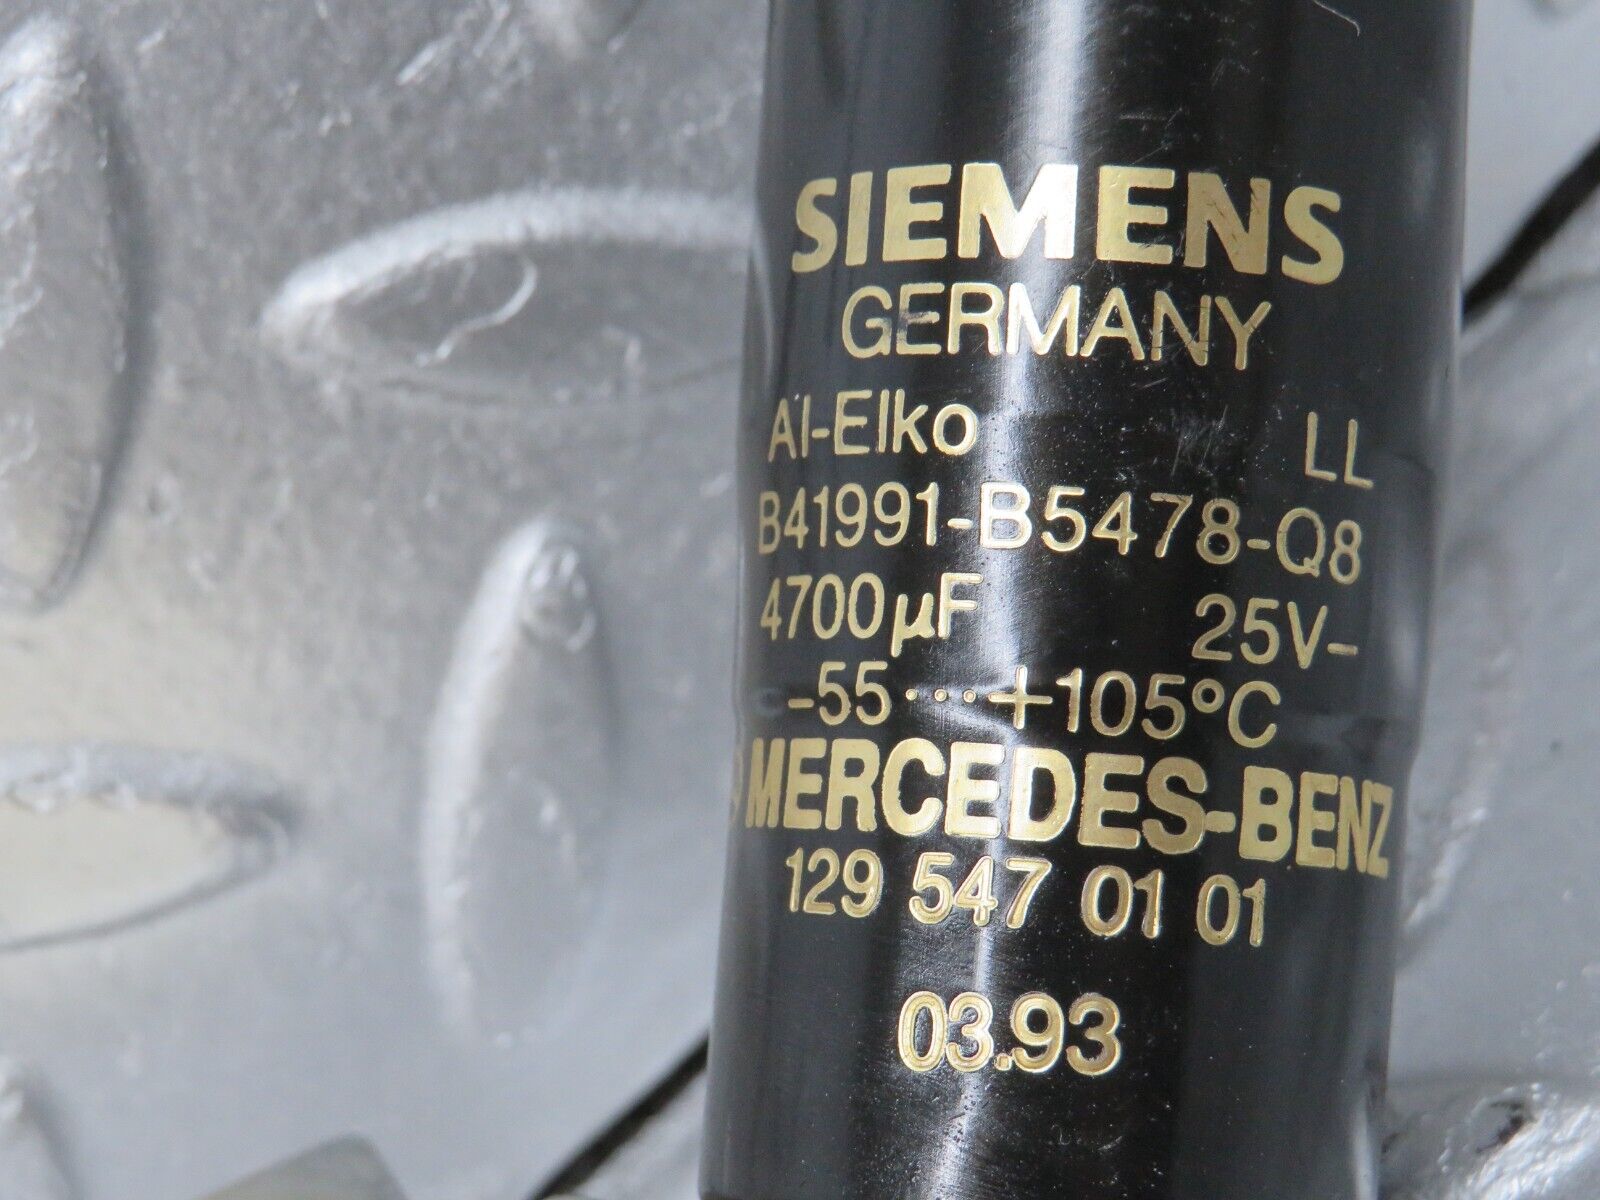 SIEMENS
GERMANY
Al-Elko LL
B41991-B5478-Q8
4700µF 25V-
-55····+105°C
MERCEDES-BENZ
129 547 01 01
03.93